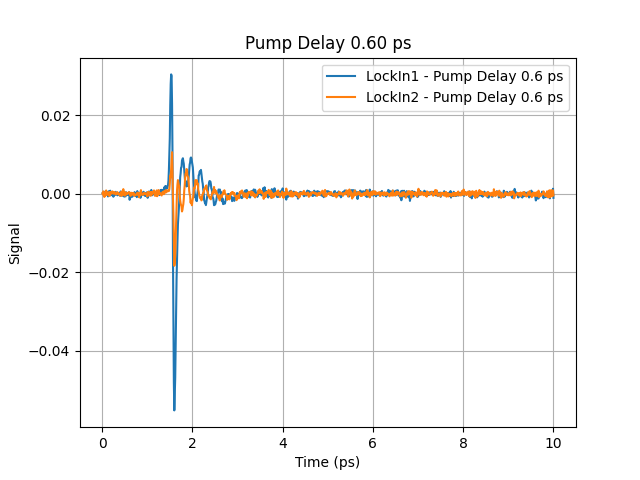 Pump Delay 0.60 ps
LockIn1 - Pump Delay 0.6 ps
LockIn2 - Pump Delay 0.6 ps
0.02
0.00
−0.02
−0.04
Signal
0 2 4 6 8 10
Time (ps)